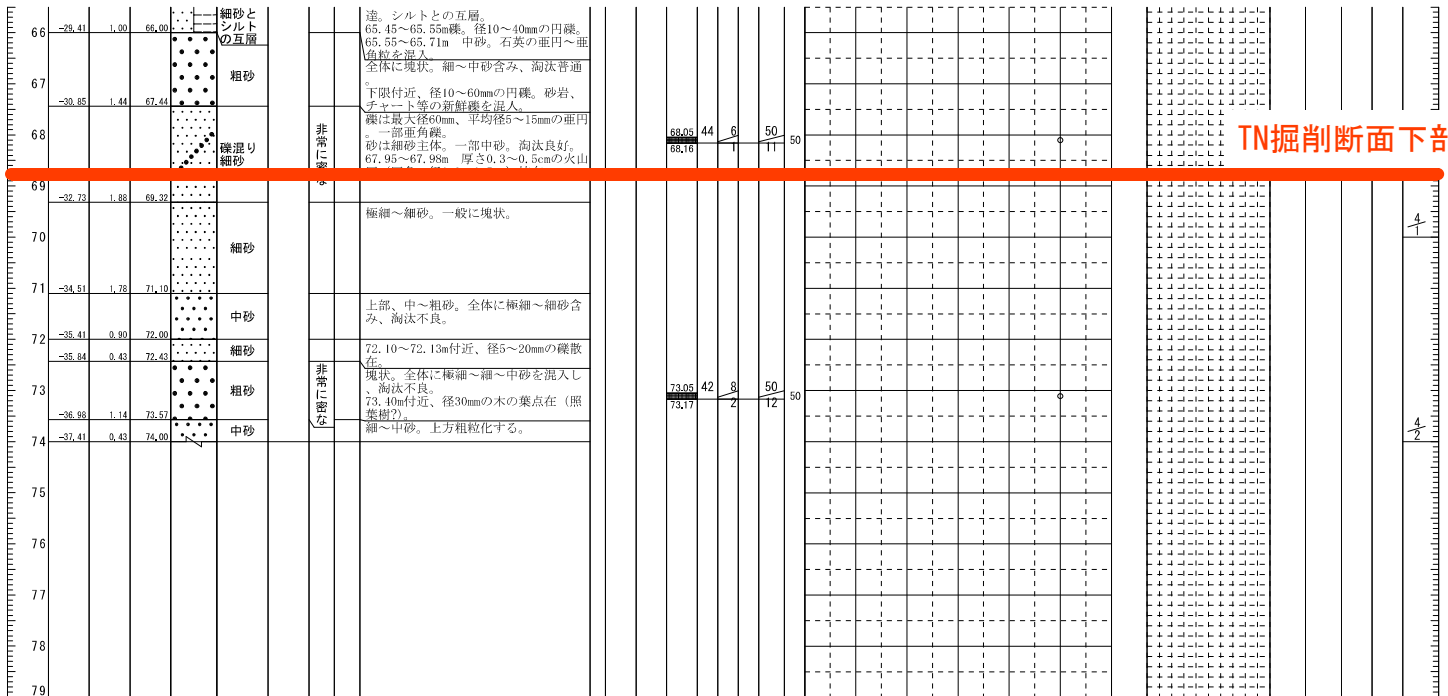 細砂と
シルト
の互層
達。シルトとの互層。
65.45～65.55m礫。径10～40mmの円礫。
65.55～65.71m 中砂。石英の亜円～亜
角粒を混入。
66 -29.41 1.00 66.00
粗砂
全体に塊状。細～中砂含み、淘汰普通
。
下限付近、径10～60mmの円礫。砂岩、
チャート等の新鮮礫を混入。
67
-30.85 1.44 67.44
礫混り
細砂
非常に密な
礫は最大径60mm、平均径5～15mmの亜円
。一部亜角礫。
砂は細砂主体。一部中砂。淘汰良好。
67.95～67.98m 厚さ0.3～0.5cmの火山
68
68.05 44 6 50 50
68.16 1 11
TN掘削断面下部
69
-32.73 1.88 69.32
細砂
極細～細砂。一般に塊状。
70
4
1
71 -34.51 1.78 71.10
中砂
上部、中～粗砂。全体に極細～細砂含
み、淘汰不良。
72 -35.41 0.90 72.00
細砂
72.10～72.13m付近、径5～20mmの礫散
在。
-35.84 0.43 72.43
粗砂
非常に密な
塊状。全体に極細～細～中砂を混入し
、淘汰不良。
73.40m付近、径30mmの木の葉点在（照
葉樹?）。
73
73.05 42 8 50 50
73.17 2 12
-36.98 1.14 73.57
中砂
細～中砂。上方粗粒化する。
4
2
74 -37.41 0.43 74.00
75
76
77
78
79